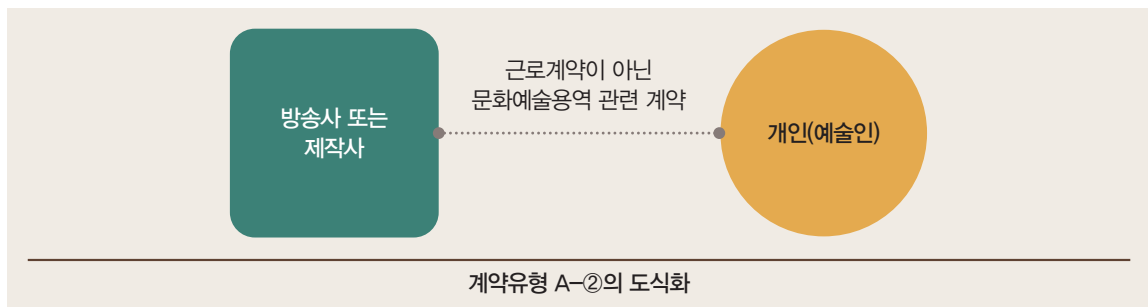 방송사 또는
제작사
근로계약이 아닌
문화예술용역 관련 계약
개인(예술인)
계약유형 A-②의 도식화